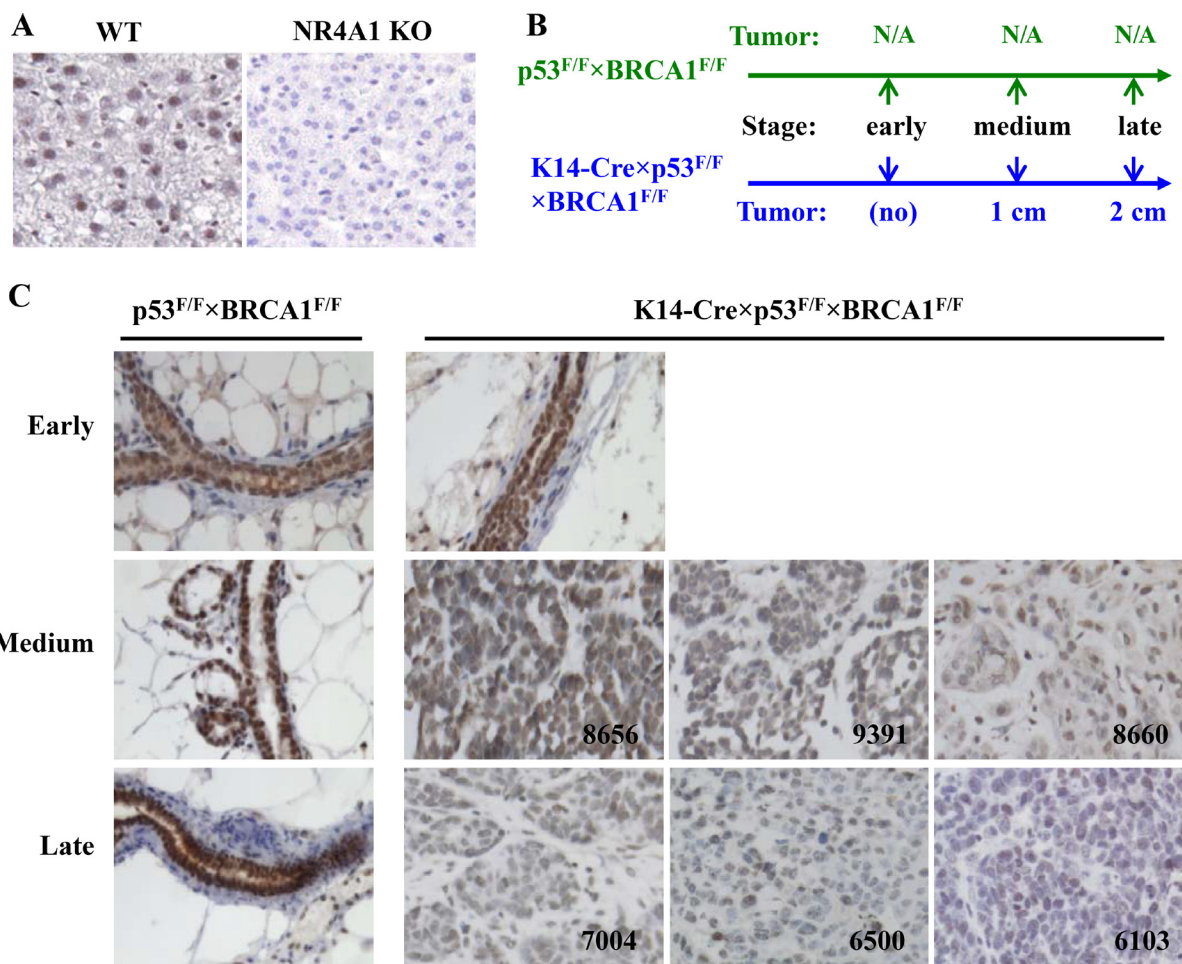 A
WT
NR4A1 KO
B
Tumor: N/A N/A N/A
p53F/F×BRCA1F/F
Stage: early medium late
K14-Cre×p53F/F
×BRCA1F/F
Tumor: (no) 1 cm 2 cm
C
p53F/F×BRCA1F/F
K14-Cre×p53F/F×BRCA1F/F
Early
Medium
8656
9391
8660
Late
7004
6500
6103